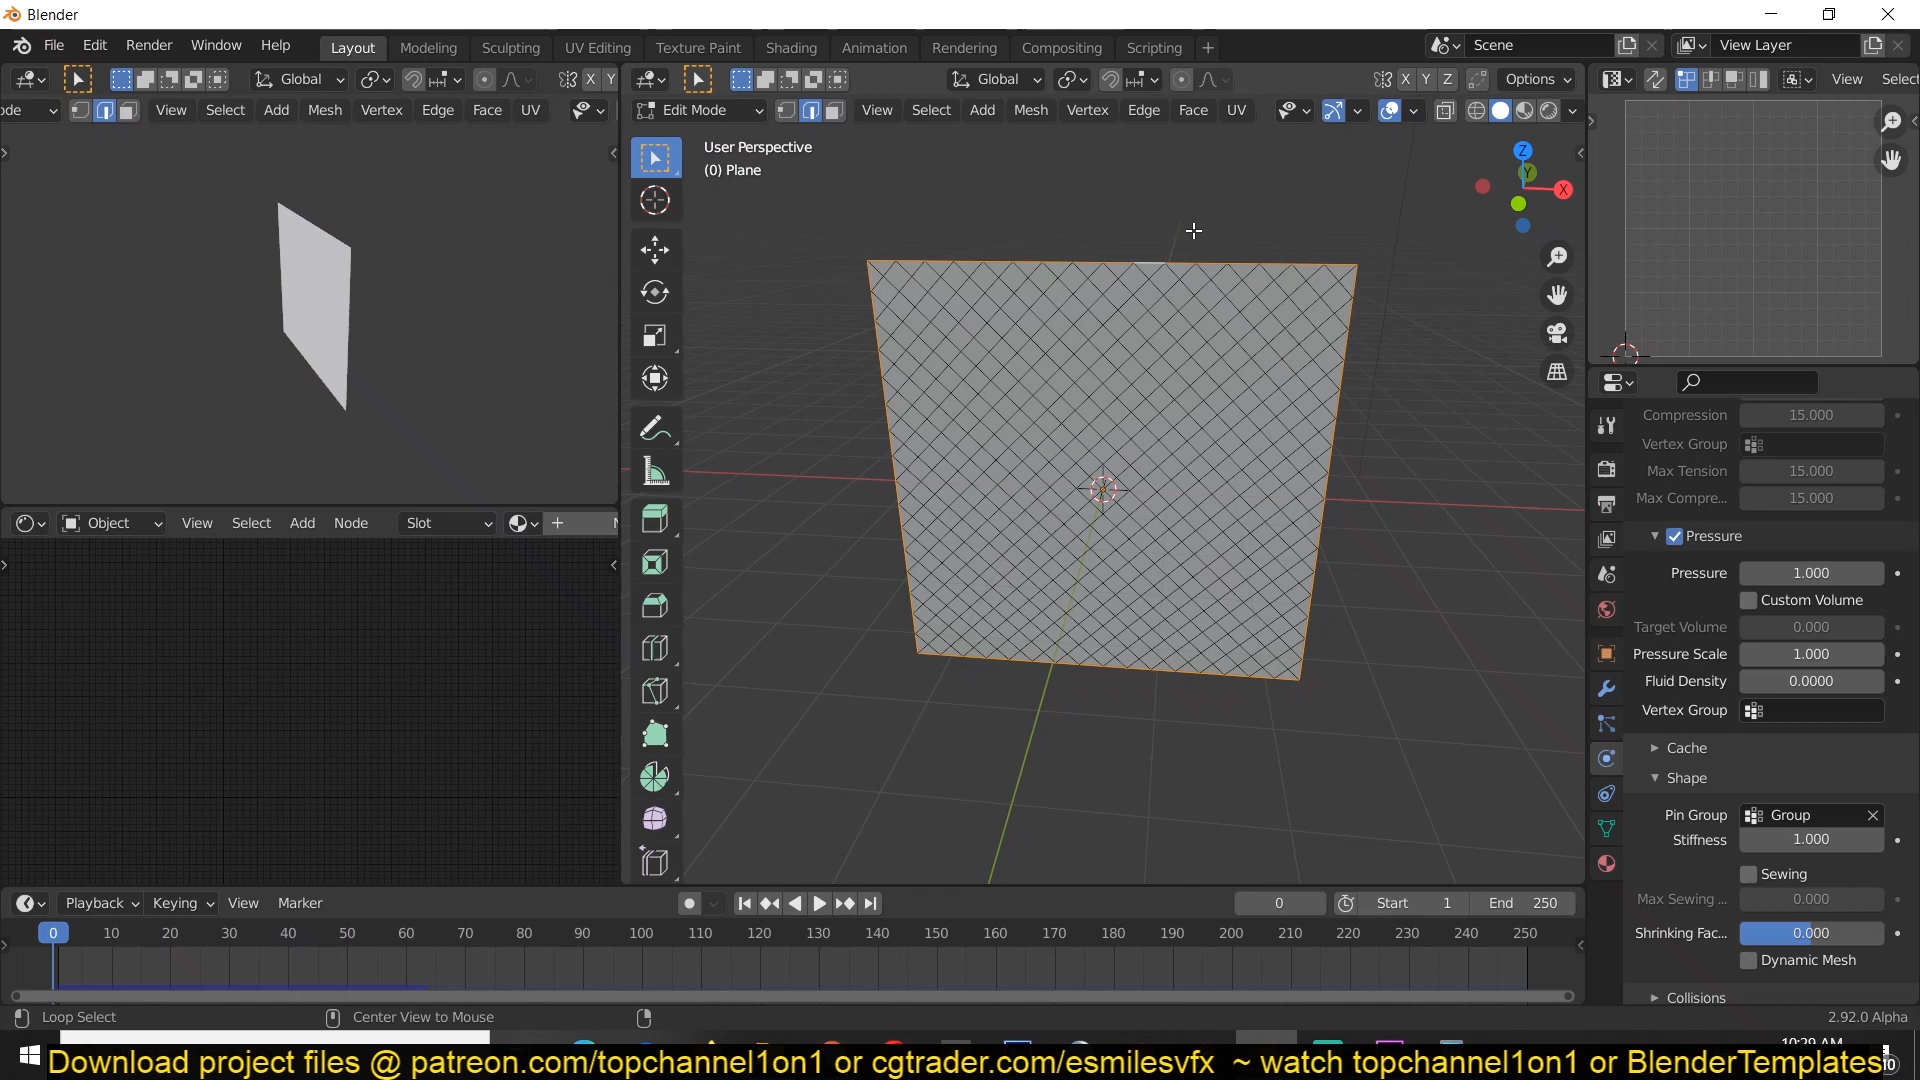 Blender
File Edit Render Window Help Layout Modeling Sculpting UV Editing Texture Paint Shading Animation Rendering Compositing Scripting + Scene View Layer
Global X Y
Global X Y Z Options
View Select
ode View Select Add Mesh Vertex Edge Face UV
Edit Mode View Select Add Mesh Vertex Edge Face UV
User Perspective
(0) Plane
Z
Y
X
Compression 15.000
Vertex Group
Max Tension 15.000
Max Compre... 15.000
Pressure
Pressure 1.000
Custom Volume
Target Volume 0.000
Pressure Scale 1.000
Fluid Density 0.0000
Vertex Group
Cache
Shape
Pin Group Group
Stiffness 1.000
Sewing
Max Sewing ... 0.000
Shrinking Fac... 0.000
Dynamic Mesh
Collisions
Object View Select Add Node Slot
Playback Keying View Marker 0 Start 1 End 250
0 10 20 30 40 50 60 70 80 90 100 110 120 130 140 150 160 170 180 190 200 210 220 230 240 250
Loop Select Center View to Mouse 2.92.0 Alpha
Download project files @ patreon.com/topchannel1on1 or cgtrader.com/esmilesvfx ~ watch topchannel1on1 or BlenderTemplates